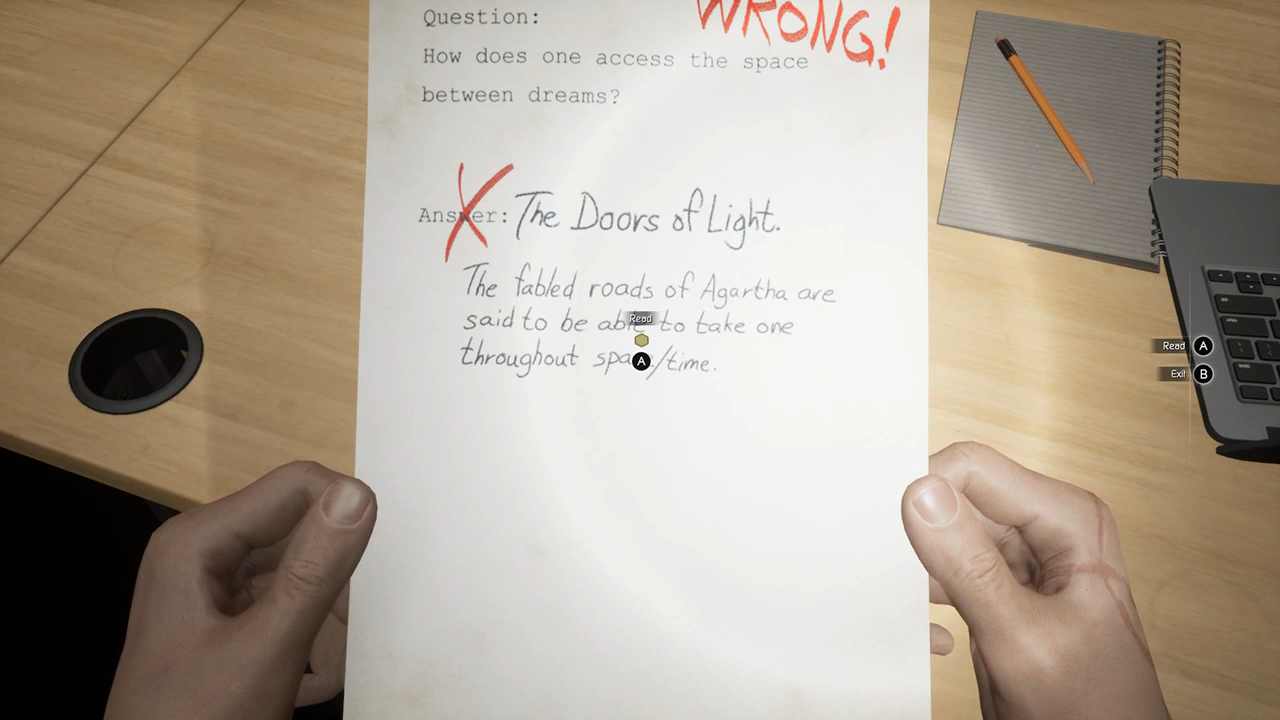 Question:
WRONG!
How does one access the space
between dreams?
Answer: The Doors of Light.
The fabled roads of Agartha are
said to be able to take one
throughout space/time.
Read
A
Read A
Exit B